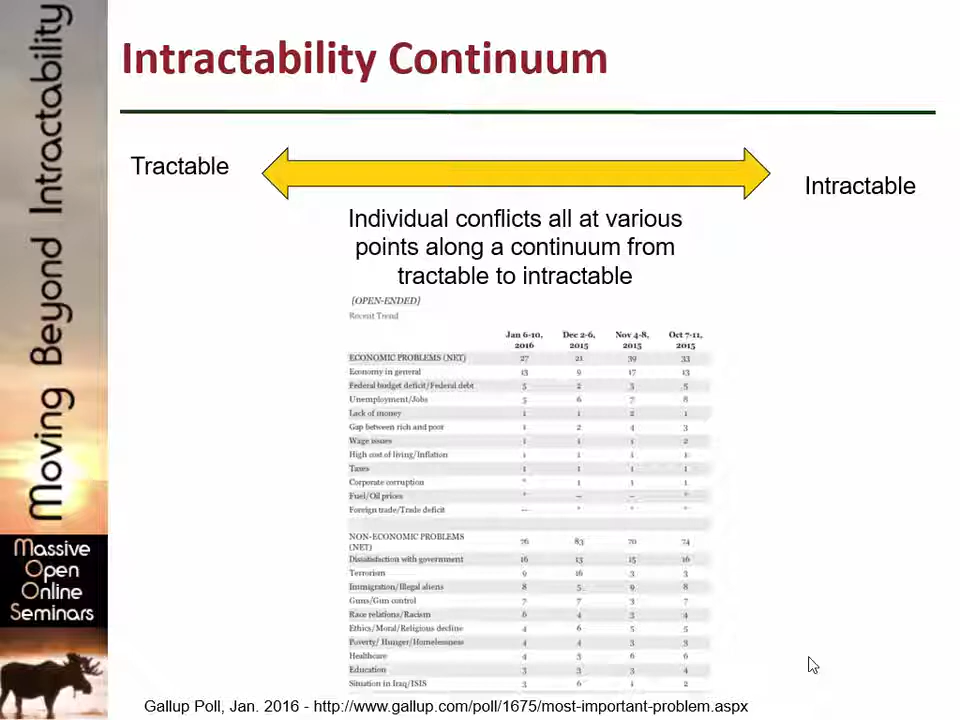 Moving Beyond Intractability
Massive
Open
Online
Seminars
Intractability Continuum
Tractable
Intractable
Individual conflicts all at various
points along a continuum from
tractable to intractable
(OPEN-ENDED)
Recent Trend
Jan 6-10, 2016 Dec 2-6, 2015 Nov 4-8, 2015 Oct 7-11, 2015
ECONOMIC PROBLEMS (NET) 27 21 39 33
Economy in general 13 9 17 13
Federal budget deficit/Federal debt 5 2 3 5
Unemployment/Jobs 5 6 7 8
Lack of money 1 1 2 1
Gap between rich and poor 1 2 4 3
Wage issues 1 1 1 2
High cost of living/Inflation 1 1 1 1
Taxes 1 1 1 1
Corporate corruption * 1 1 1
Fuel/Oil prices * -- -- *
Foreign trade/Trade deficit -- * * *
NON-ECONOMIC PROBLEMS
(NET) 76 83 70 74
Dissatisfaction with government 16 13 15 16
Terrorism 9 16 3 3
Immigration/Illegal aliens 8 5 9 8
Guns/Gun control 7 7 3 7
Race relations/Racism 6 4 3 4
Ethics/Moral/Religious decline 4 6 5 5
Poverty/ Hunger/Homelessness 4 4 3 3
Healthcare 4 3 6 6
Education 3 3 3 4
Situation in Iraq/ISIS 3 6 1 2
Gallup Poll, Jan. 2016 - http://www.gallup.com/poll/1675/most-important-problem.aspx